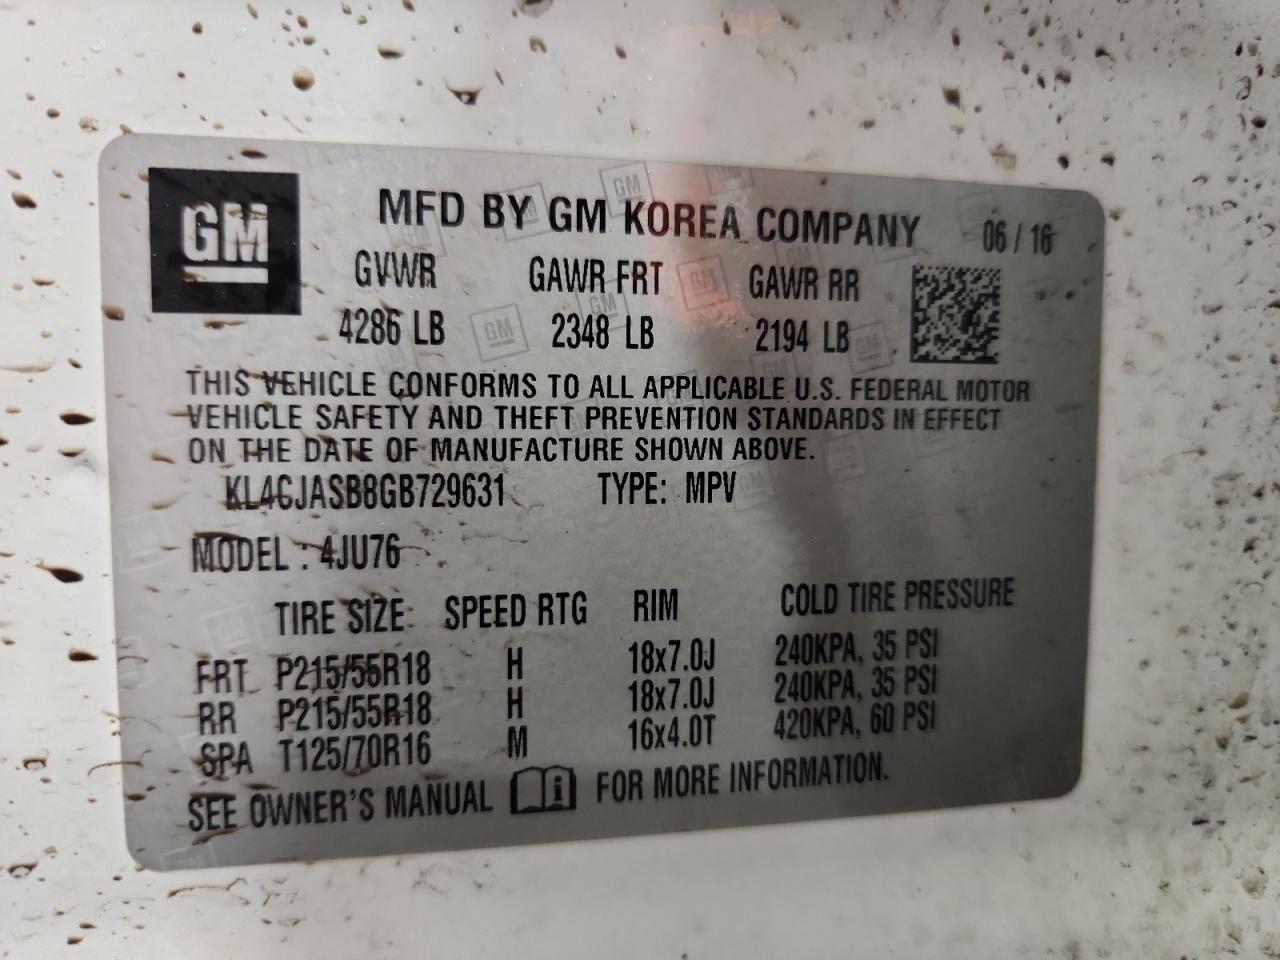 GM
MFD BY GM KOREA COMPANY 06 / 16
GVWR GAWR FRT GAWR RR
4286 LB 2348 LB 2194 LB
THIS VEHICLE CONFORMS TO ALL APPLICABLE U.S. FEDERAL MOTOR
VEHICLE SAFETY AND THEFT PREVENTION STANDARDS IN EFFECT
ON THE DATE OF MANUFACTURE SHOWN ABOVE.
KL4CJASB8GB729631 TYPE: MPV
MODEL : 4JU76
TIRE SIZE SPEED RTG RIM COLD TIRE PRESSURE
FRT P215/55R18 H 18x7.0J 240KPA, 35 PSI
RR P215/55R18 H 18x7.0J 240KPA, 35 PSI
SPA T125/70R16 M 16x4.0T 420KPA, 60 PSI
SEE OWNER'S MANUAL i FOR MORE INFORMATION.